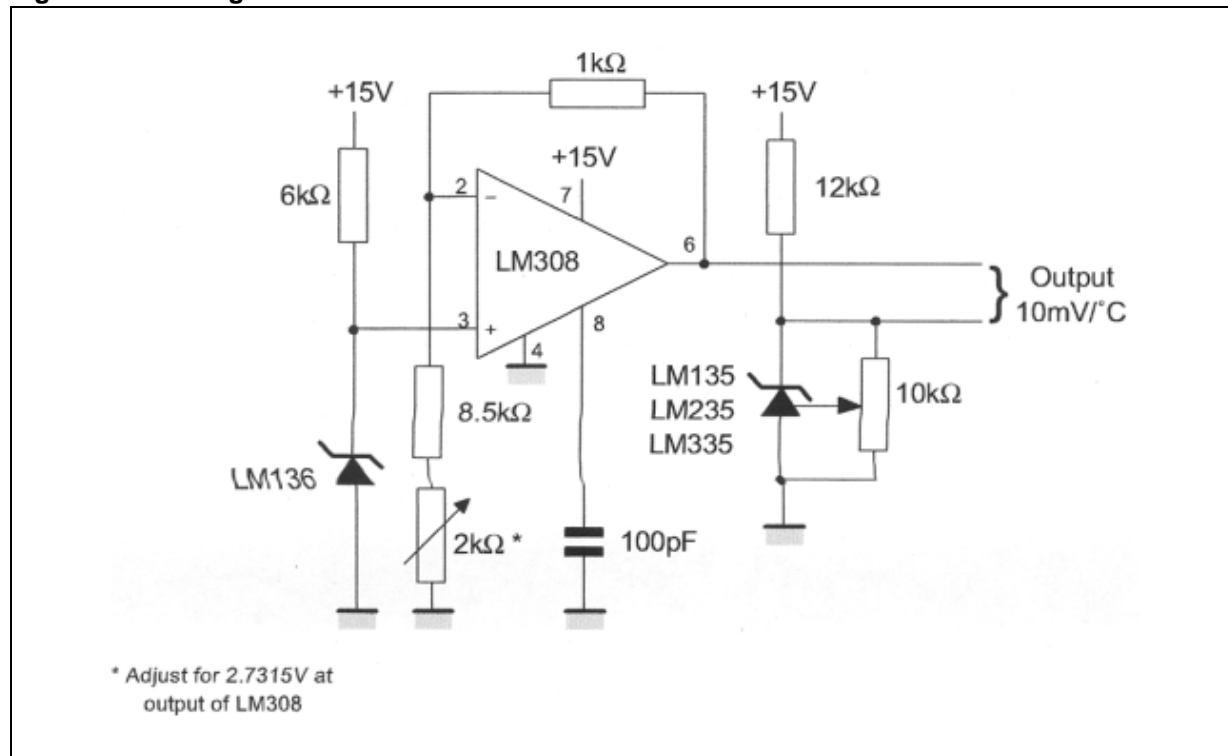 1kΩ
+15V
+15V
+15V
6kΩ
2
−
7
12kΩ
LM308
6
Output
10mV/°C
}
3
+
8
4
LM135
LM235
LM335
10kΩ
8.5kΩ
LM136
2kΩ *
100pF
* Adjust for 2.7315V at
output of LM308